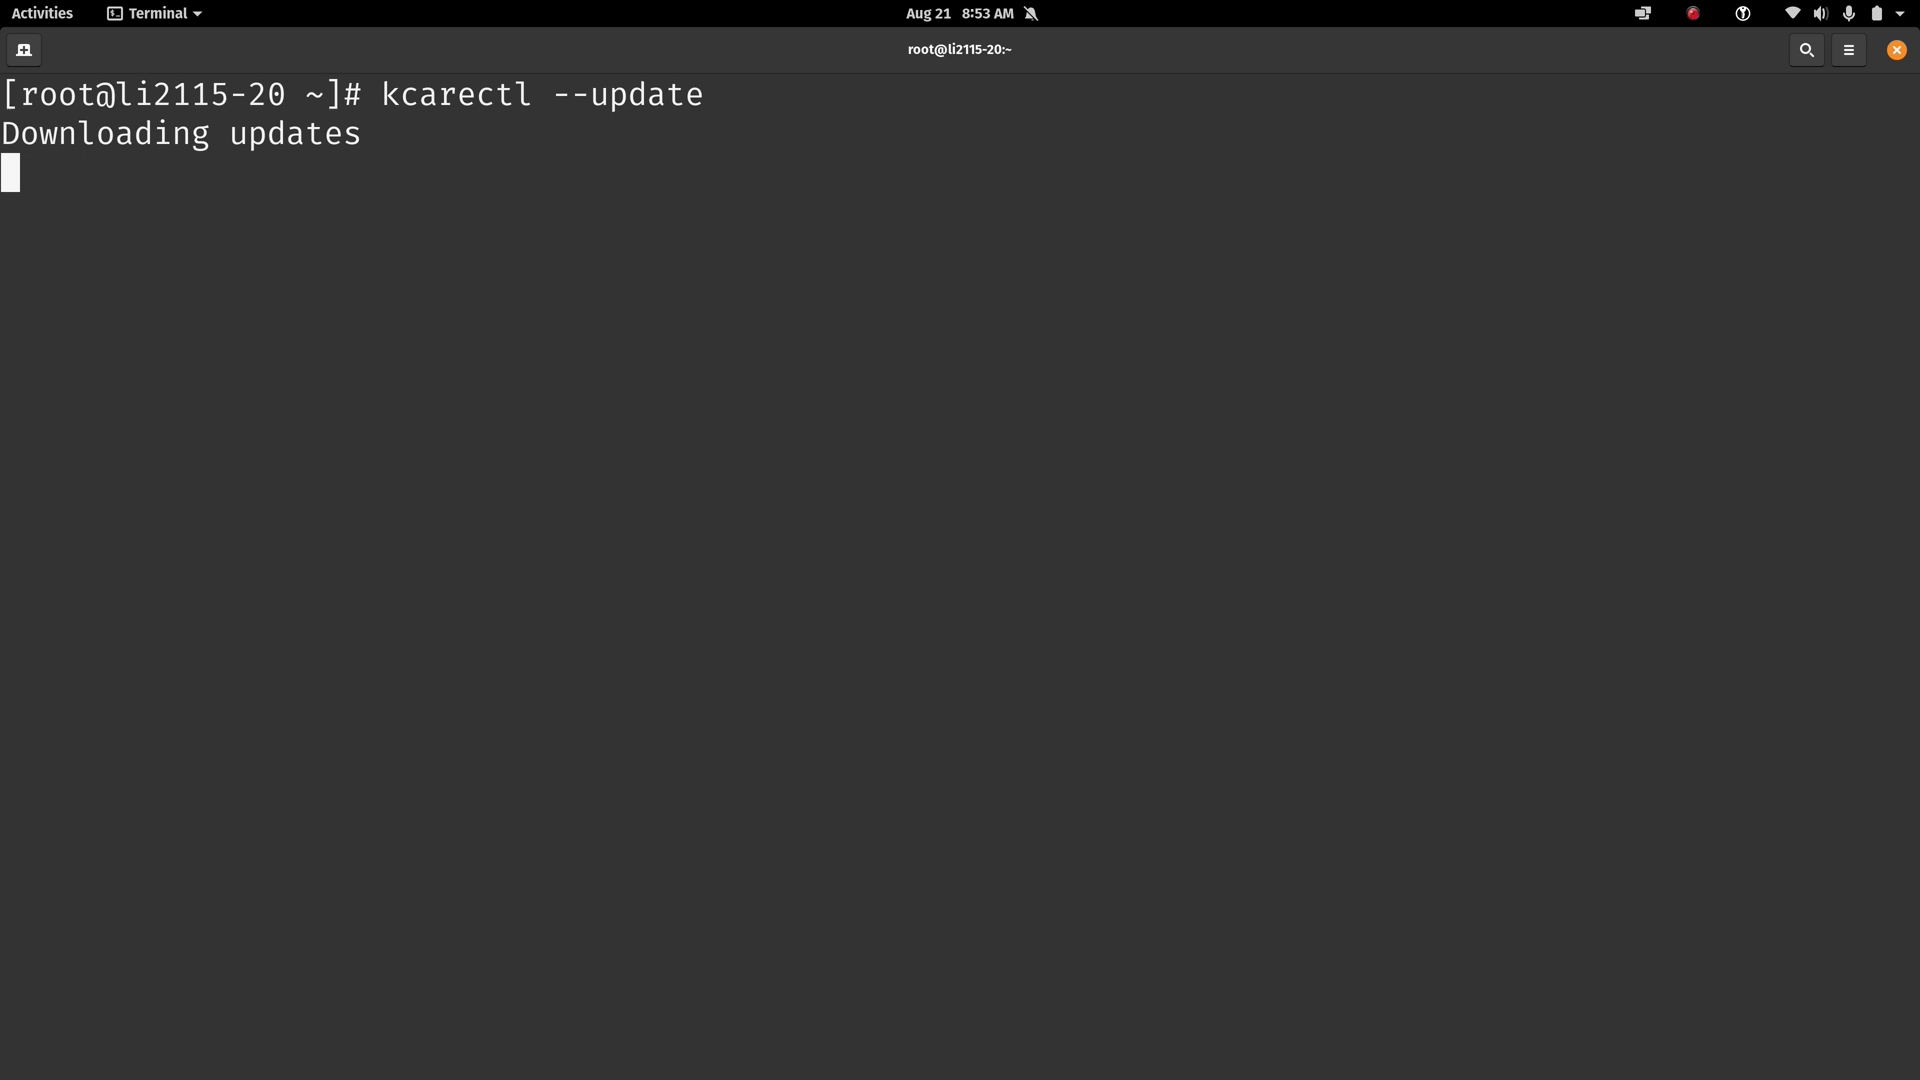 Activities Terminal Aug 21 8:53 AM
root@li2115-20:~
[root@li2115-20 ~]# kcarectl --update
Downloading updates